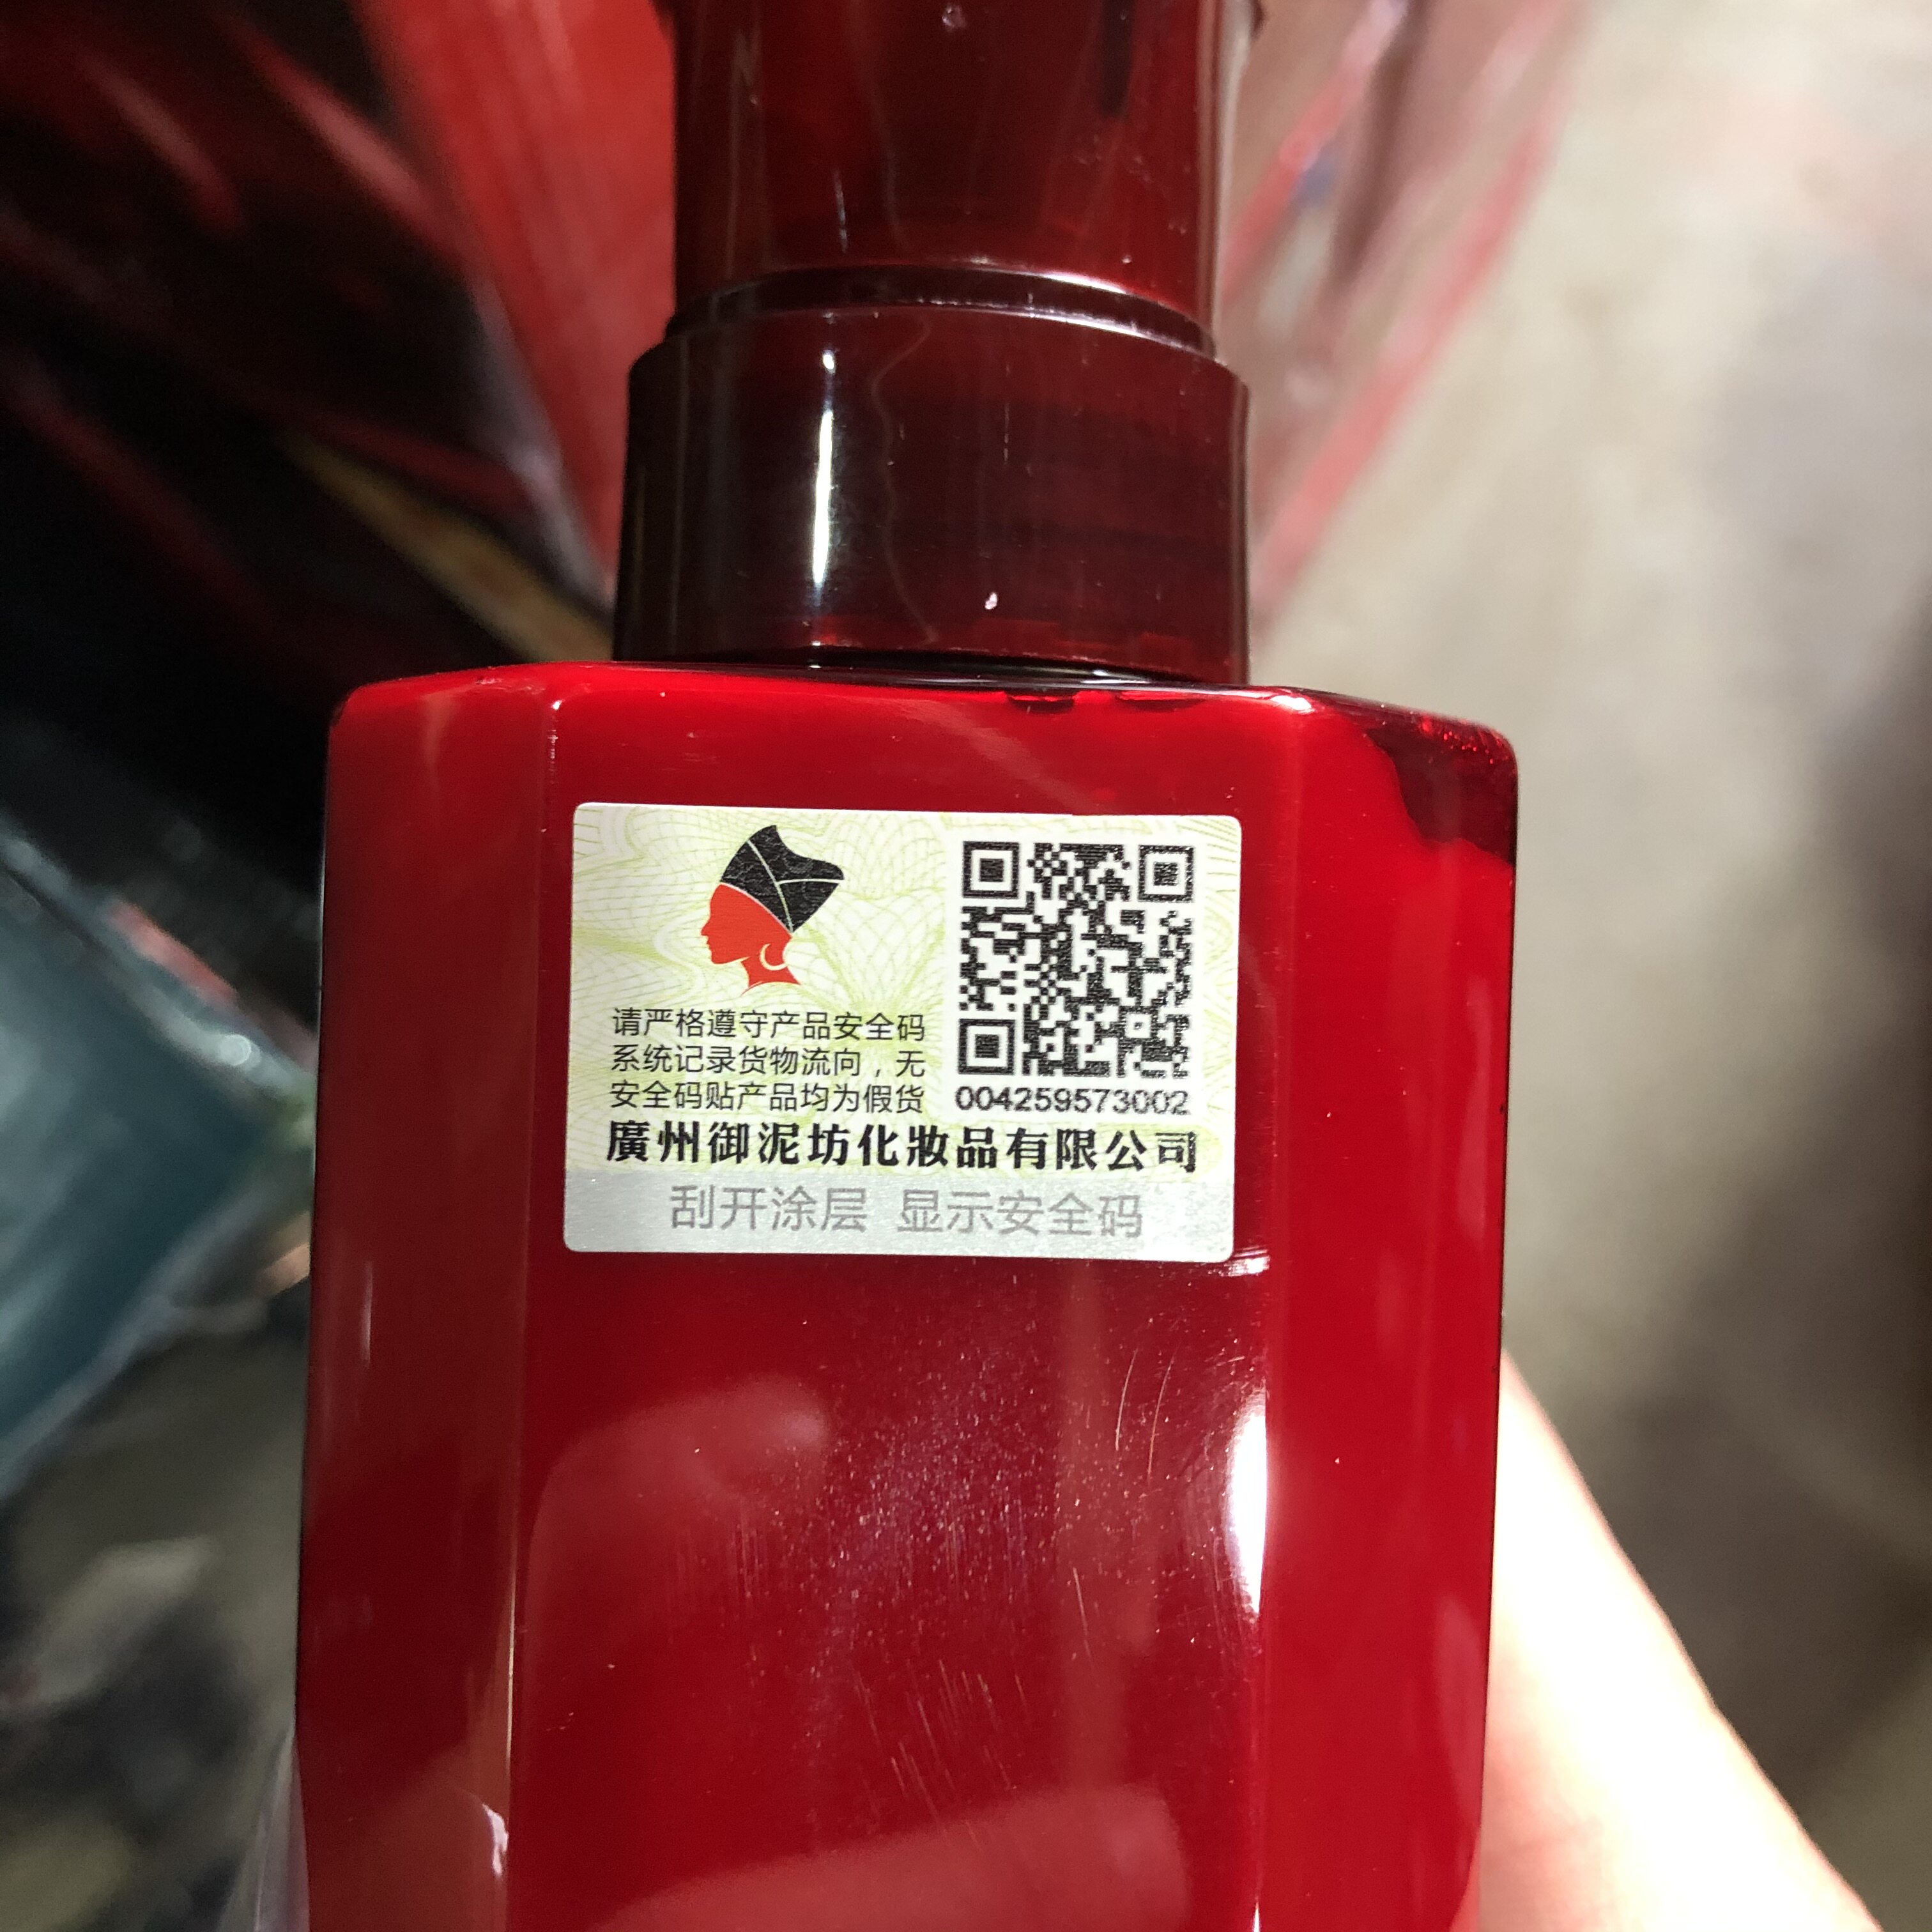 请严格遵守产品安全码
系统记录货物流向，无
安全码贴产品均为假货
004259573002
廣州御泥坊化妝品有限公司
刮开涂层 显示安全码